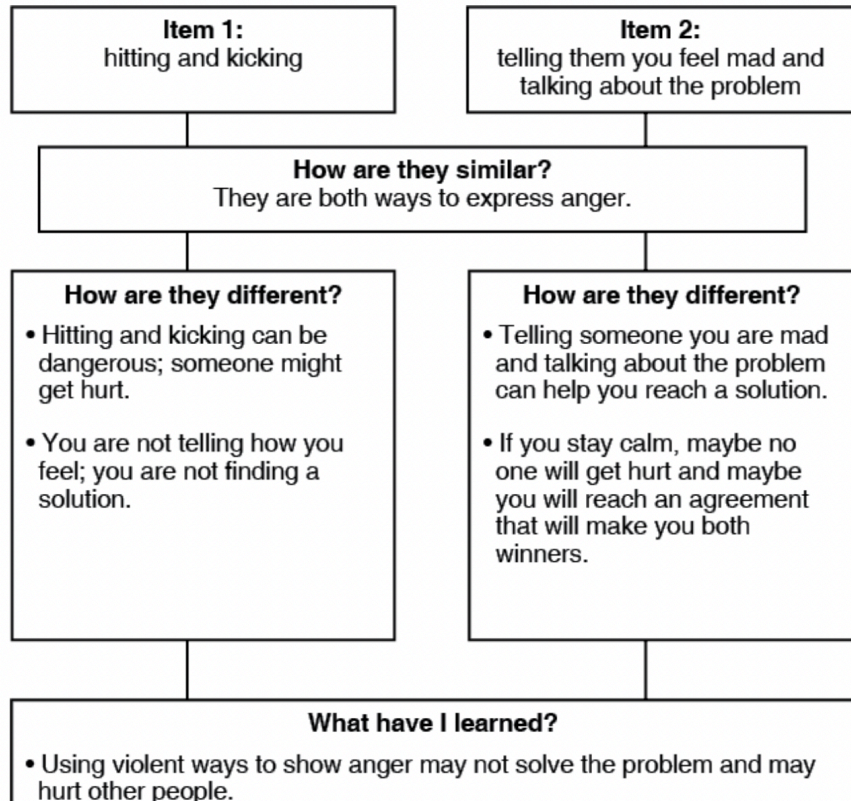 Item 1:
hitting and kicking
Item 2:
telling them you feel mad and
talking about the problem
How are they similar?
They are both ways to express anger.
How are they different?
• Hitting and kicking can be
dangerous; someone might
get hurt.
• You are not telling how you
feel; you are not finding a
solution.
How are they different?
• Telling someone you are mad
and talking about the problem
can help you reach a solution.
• If you stay calm, maybe no
one will get hurt and maybe
you will reach an agreement
that will make you both
winners.
What have I learned?
• Using violent ways to show anger may not solve the problem and may
hurt other people.